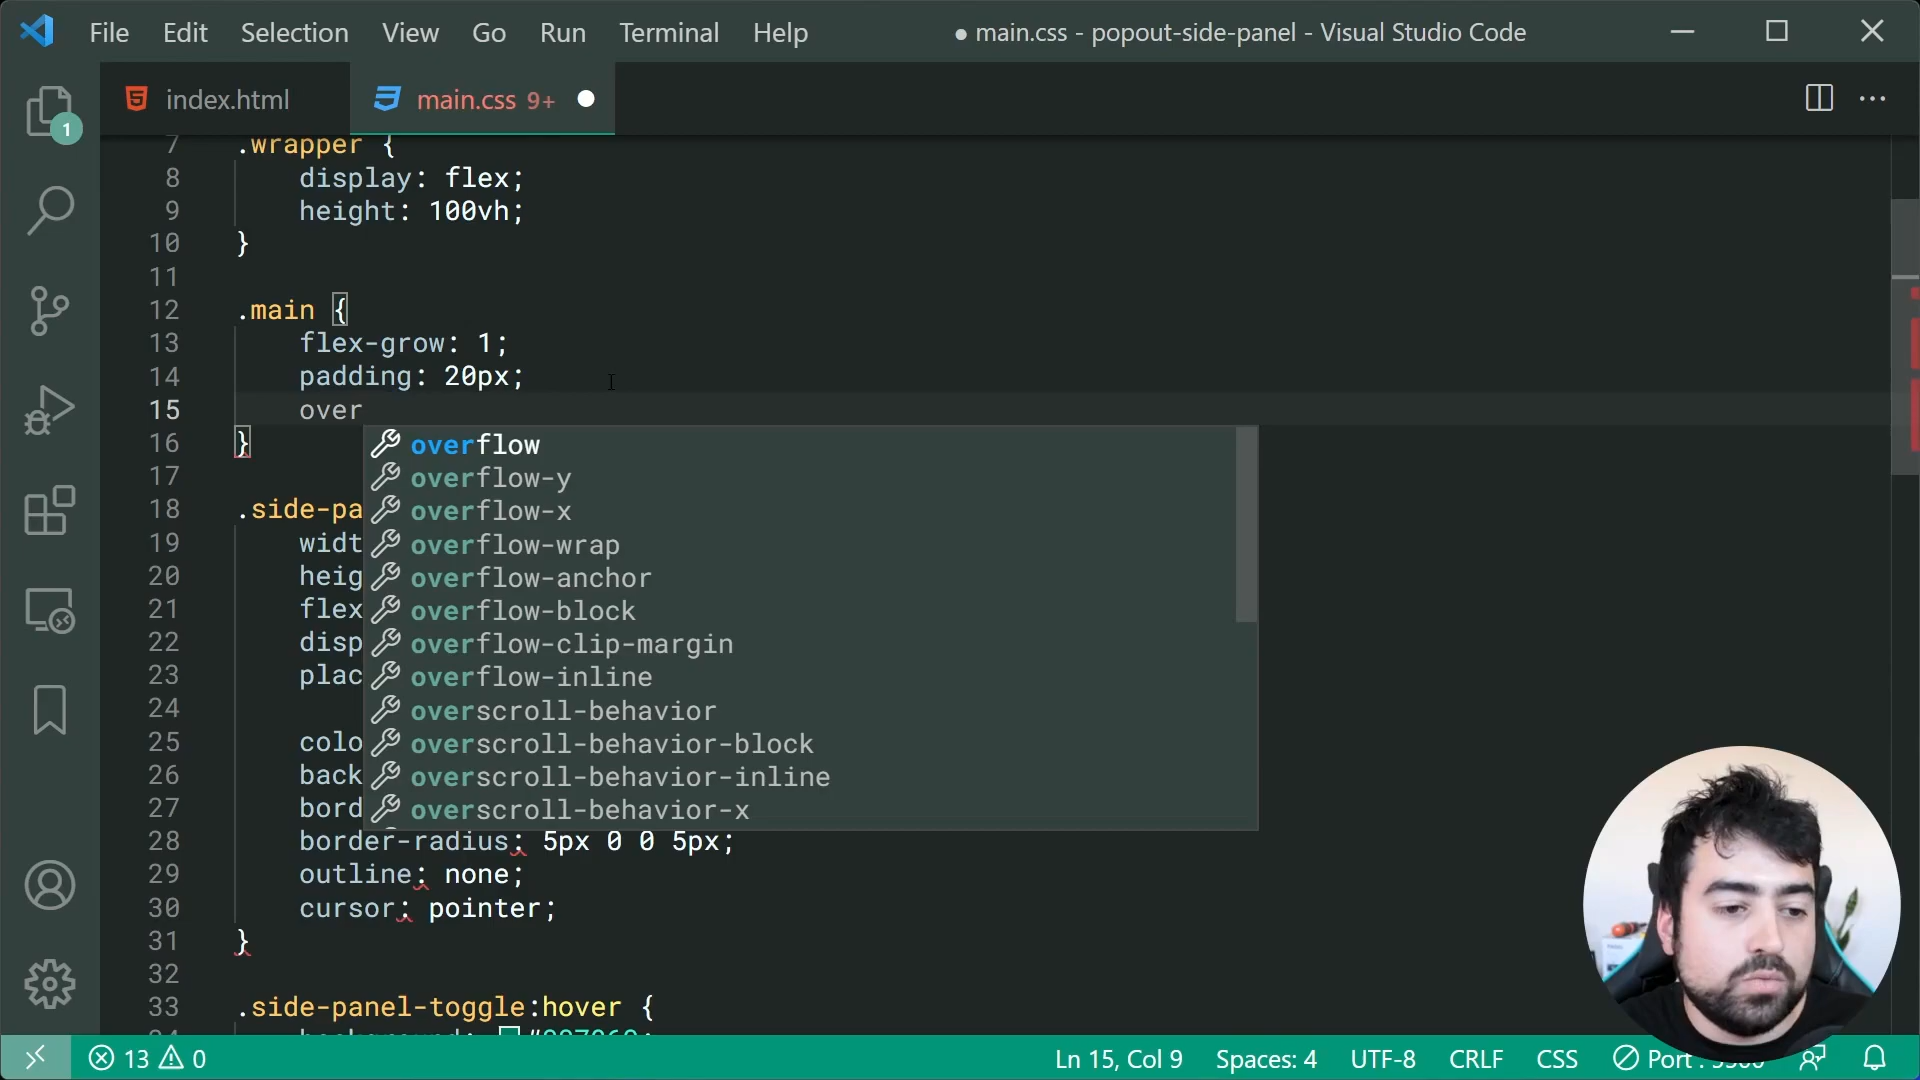 File Edit Selection View Go Run Terminal Help ● main.css - popout-side-panel - Visual Studio Code
index.html main.css 9+
1
7 .wrapper {
8 display: flex;
9 height: 100vh;
10 }
11
12 .main {
13 flex-grow: 1;
14 padding: 20px;
15 over
16 }
overflow
17
overflow-y
18 .side-pa
overflow-x
19 widt
overflow-wrap
20 heig
overflow-anchor
21 flex
overflow-block
22 disp
overflow-clip-margin
23 plac
overflow-inline
24
overscroll-behavior
25 colo
overscroll-behavior-block
26 back
overscroll-behavior-inline
27 bord
overscroll-behavior-x
28 border-radius: 5px 0 0 5px;
29 outline: none;
30 cursor: pointer;
31 }
32
33 .side-panel-toggle:hover {
13 0 Ln 15, Col 9 Spaces: 4 UTF-8 CRLF CSS Port :